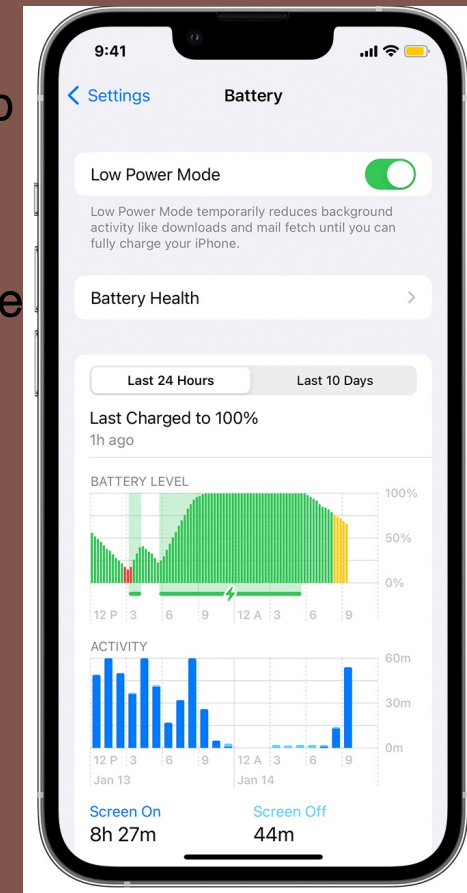 9:41
Settings
Battery
Low Power Mode
Low Power Mode temporarily reduces background
activity like downloads and mail fetch until you can
fully charge your iPhone.
Battery Health
Last 24 Hours
Last 10 Days
Last Charged to 100%
1h ago
BATTERY LEVEL
100%
50%
0%
12 P 3 6 9 12 A 3 6 9
ACTIVITY
60m
30m
0m
12 P 3 6 9 12 A 3 6 9
Jan 13 Jan 14
Screen On Screen Off
8h 27m 44m